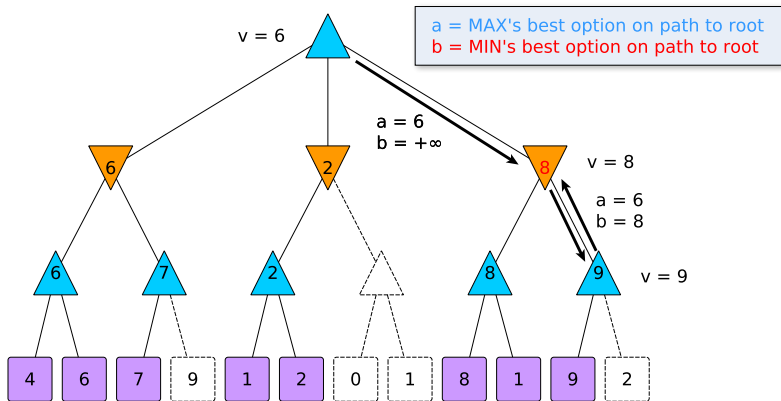 v = 6
a = MAX's best option on path to root
b = MIN's best option on path to root
a = 6
b = +∞
6
2
8
v = 8
a = 6
b = 8
6
7
2
8
9
v = 9
4
6
7
9
1
2
0
1
8
1
9
2